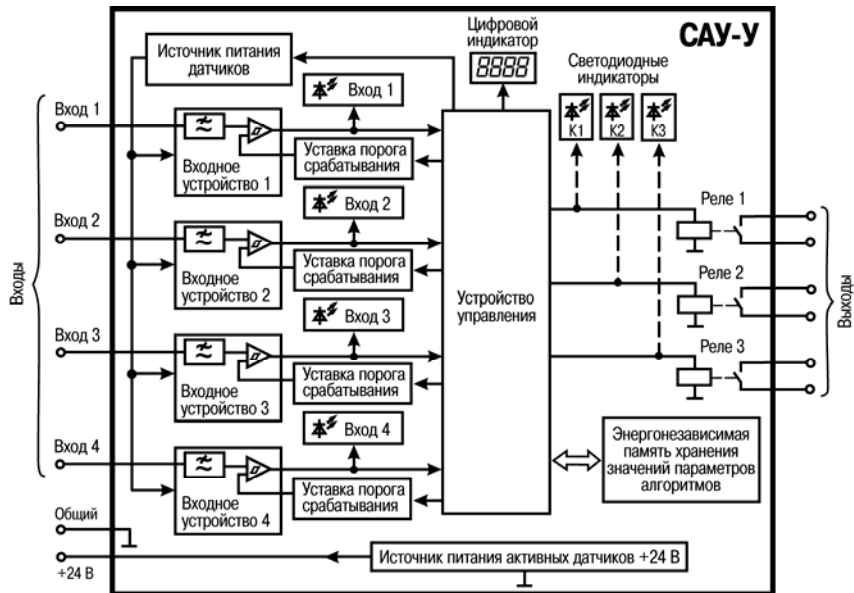 САУ-У
Цифровой
индикатор
8888
Источник питания
датчиков
Светодиодные
индикаторы
К1
К2
К3
Входы
Вход 1
Вход 1
Входное
устройство 1
Уставка порога
срабатывания
Вход 2
Вход 2
Входное
устройство 2
Уставка порога
срабатывания
Вход 3
Вход 3
Входное
устройство 3
Уставка порога
срабатывания
Вход 4
Вход 4
Входное
устройство 4
Уставка порога
срабатывания
Устройство
управления
Реле 1
Реле 2
Реле 3
Выходы
Энергонезависимая
память хранения
значений параметров
алгоритмов
Общий
+24 В
Источник питания активных датчиков +24 В